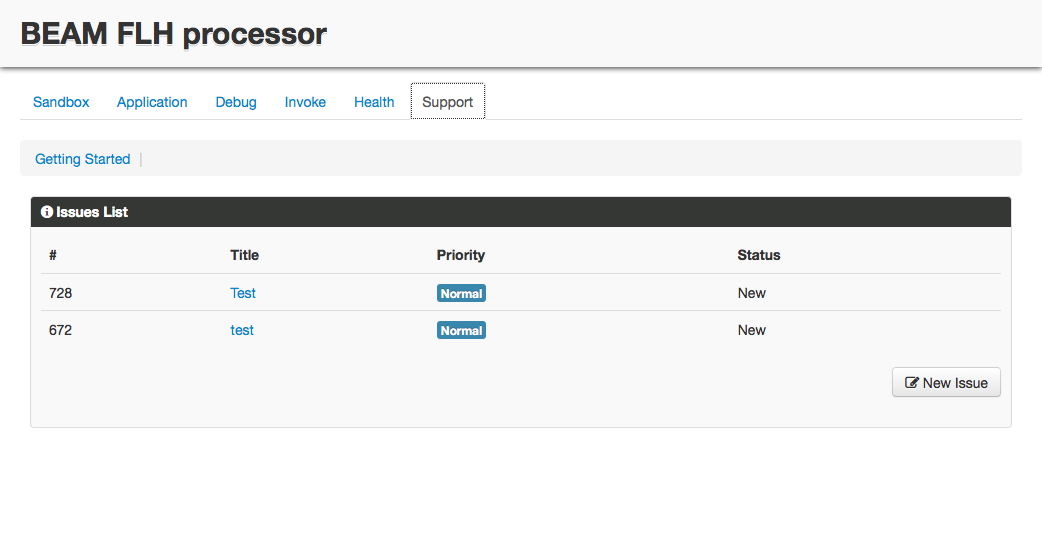 BEAM FLH processor
Sandbox Application Debug Invoke Health Support
Getting Started |
Issues List
# Title Priority Status
728 Test Normal New
672 test Normal New
New Issue